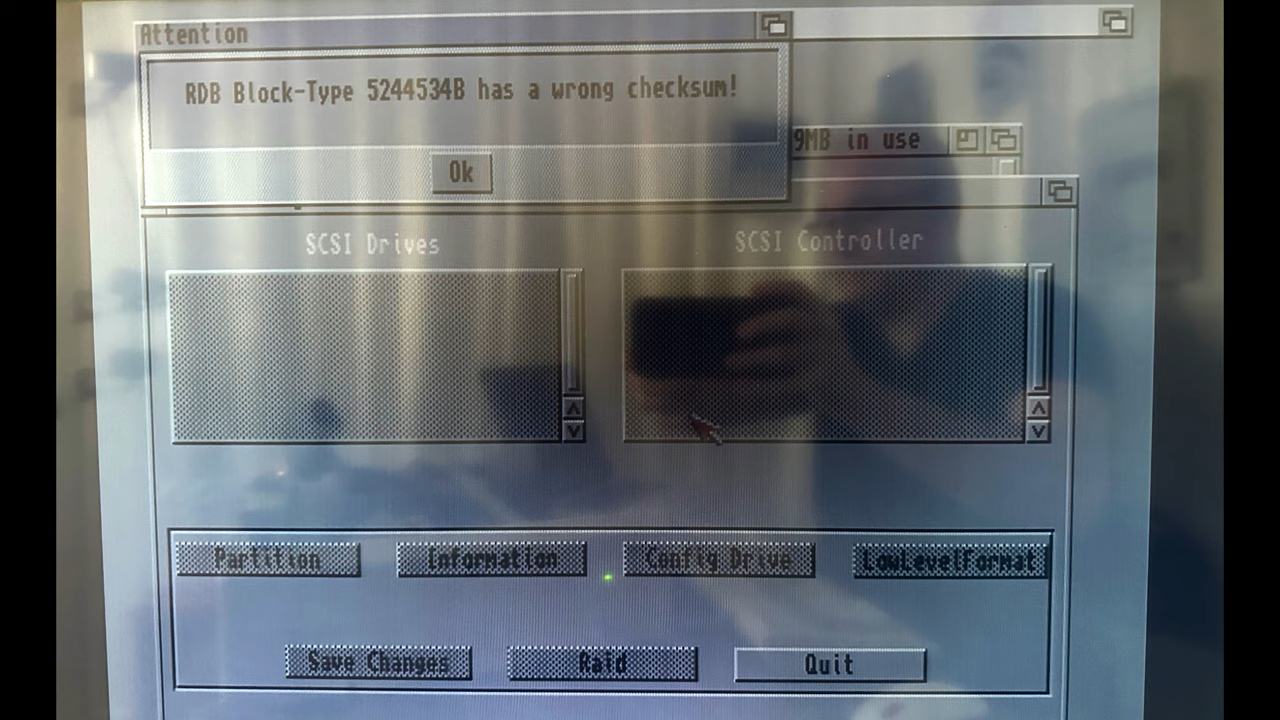 Attention
RDB Block-Type 5244534B has a wrong checksum!
Ok
9MB in use
SCSI Drives
SCSI Controller
Partition
Information
Config Drive
LowLevelFormat
Save Changes
Raid
Quit